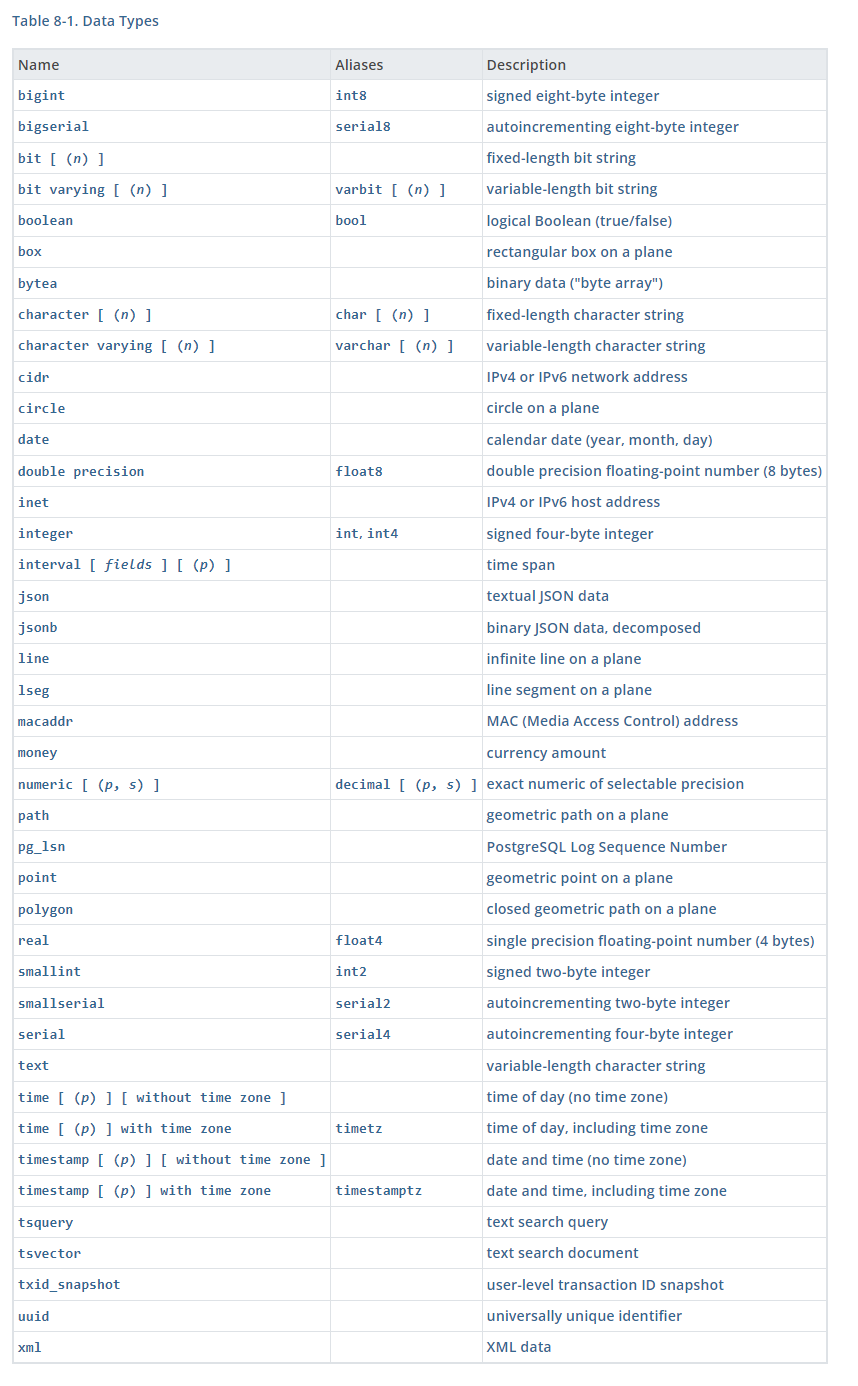 Table 8-1. Data Types
Name Aliases Description
bigint int8 signed eight-byte integer
bigserial serial8 autoincrementing eight-byte integer
bit [ (n) ] fixed-length bit string
bit varying [ (n) ] varbit [ (n) ] variable-length bit string
boolean bool logical Boolean (true/false)
box rectangular box on a plane
bytea binary data ("byte array")
character [ (n) ] char [ (n) ] fixed-length character string
character varying [ (n) ] varchar [ (n) ] variable-length character string
cidr IPv4 or IPv6 network address
circle circle on a plane
date calendar date (year, month, day)
double precision float8 double precision floating-point number (8 bytes)
inet IPv4 or IPv6 host address
integer int, int4 signed four-byte integer
interval [ fields ] [ (p) ] time span
json textual JSON data
jsonb binary JSON data, decomposed
line infinite line on a plane
lseg line segment on a plane
macaddr MAC (Media Access Control) address
money currency amount
numeric [ (p, s) ] decimal [ (p, s) ] exact numeric of selectable precision
path geometric path on a plane
pg_lsn PostgreSQL Log Sequence Number
point geometric point on a plane
polygon closed geometric path on a plane
real float4 single precision floating-point number (4 bytes)
smallint int2 signed two-byte integer
smallserial serial2 autoincrementing two-byte integer
serial serial4 autoincrementing four-byte integer
text variable-length character string
time [ (p) ] [ without time zone ] time of day (no time zone)
time [ (p) ] with time zone timetz time of day, including time zone
timestamp [ (p) ] [ without time zone ] date and time (no time zone)
timestamp [ (p) ] with time zone timestamptz date and time, including time zone
tsquery text search query
tsvector text search document
txid_snapshot user-level transaction ID snapshot
uuid universally unique identifier
xml XML data